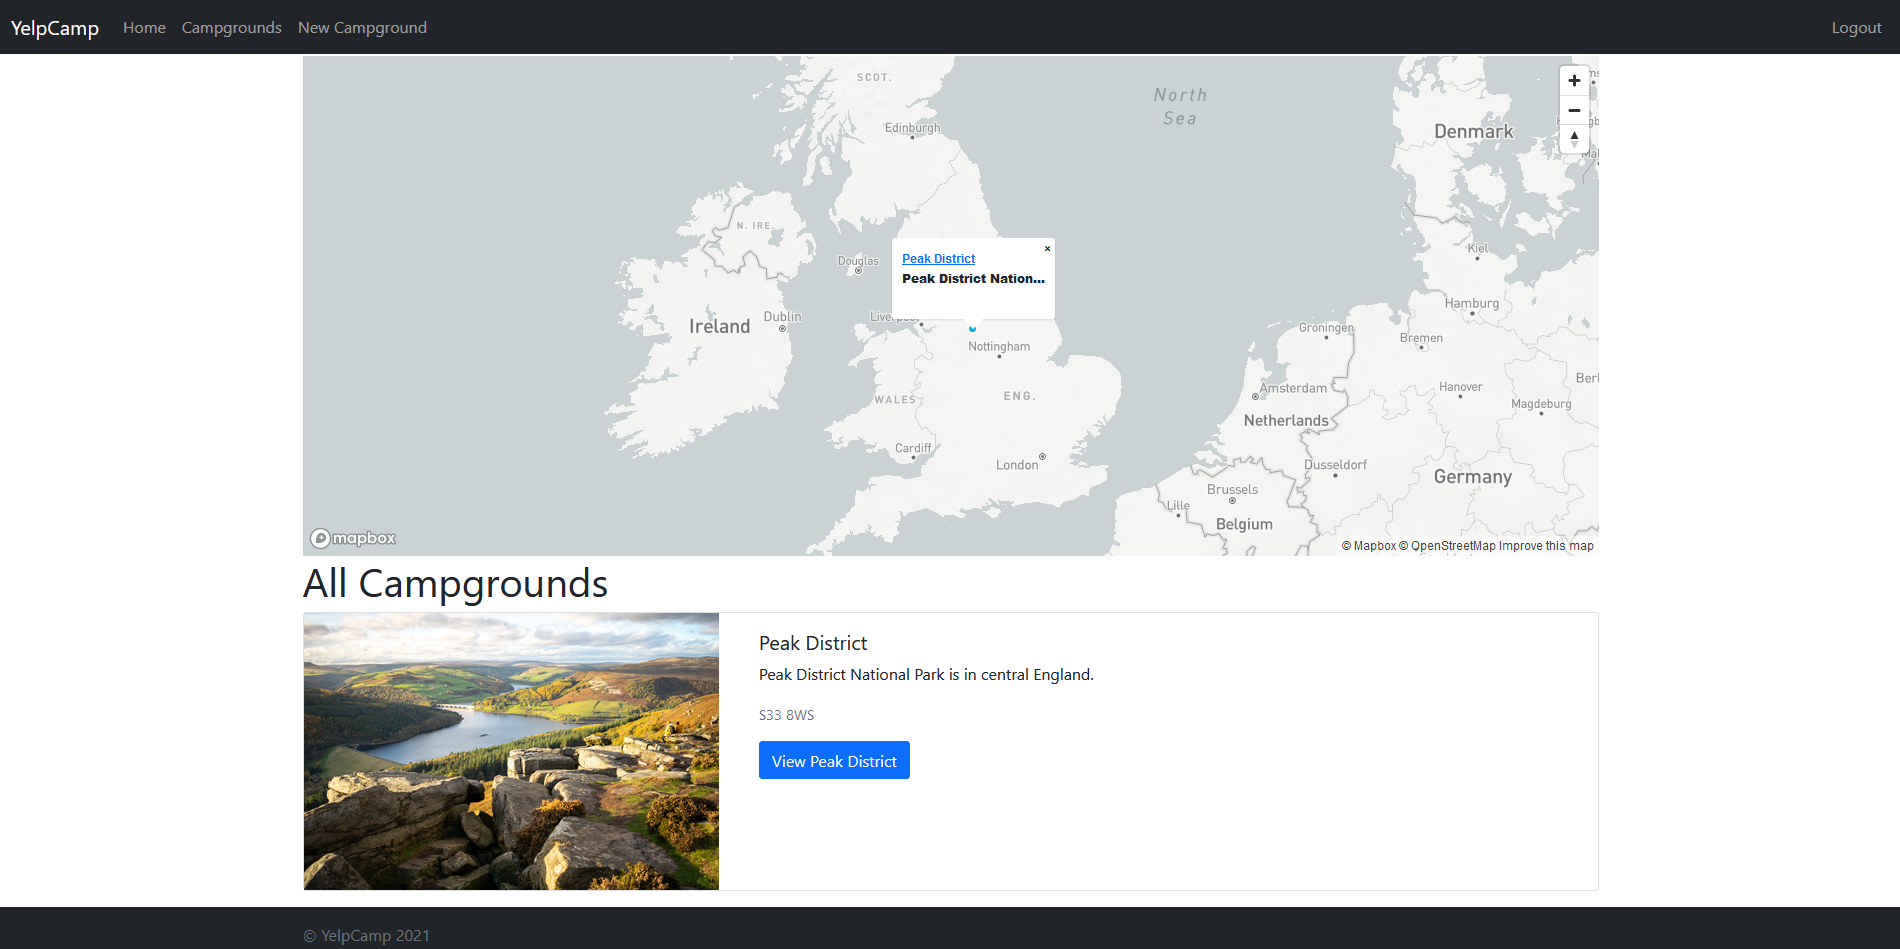 YelpCamp Home Campgrounds New Campground Logout
SCOT.
Edinburgh
North
Sea
Denmark
N. IRE.
Douglas
Kiel
×
Peak District
Peak District Nation...
Hamburg
Ireland
Dublin
Groningen
Bremen
Nottingham
Amsterdam
Hanover
WALES
ENG.
Magdeburg
Netherlands
Cardiff
London
Dusseldorf
Germany
Brussels
Lille
Belgium
mapbox
© Mapbox © OpenStreetMap Improve this map
All Campgrounds
Peak District
Peak District National Park is in central England.
S33 8WS
View Peak District
© YelpCamp 2021